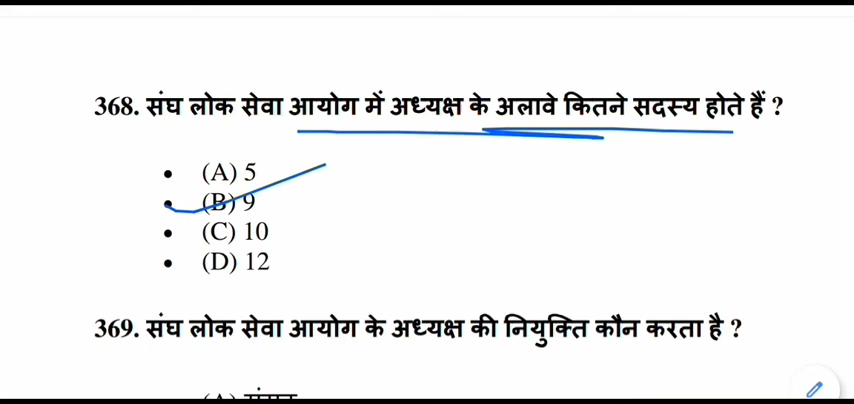 368. संघ लोक सेवा आयोग में अध्यक्ष के अलावे कितने सदस्य होते हैं ?
• (A) 5
• (B) 9
• (C) 10
• (D) 12
369. संघ लोक सेवा आयोग के अध्यक्ष की नियुक्ति कौन करता है ?